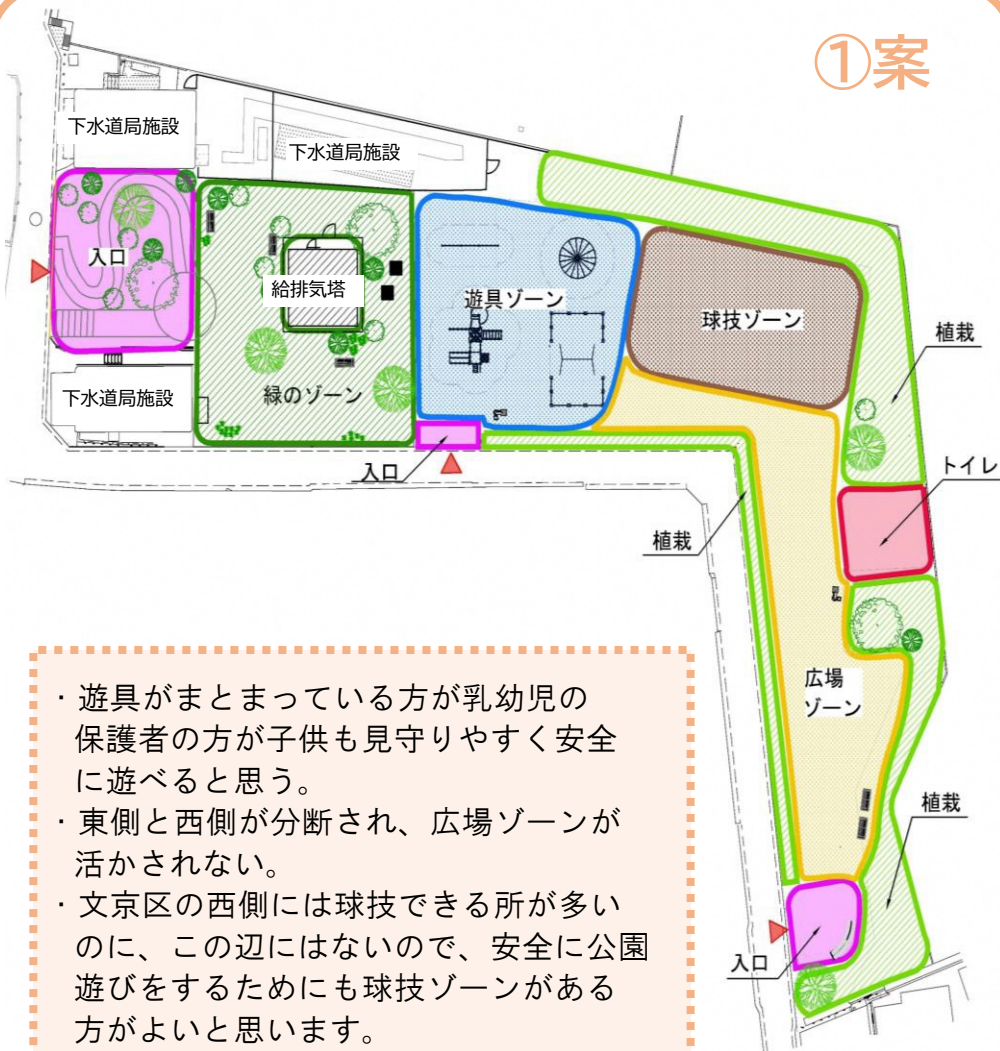 ①案
下水道局施設
下水道局施設
入口
給排気塔
遊具ゾーン
球技ゾーン
植栽
下水道局施設
緑のゾーン
入口
トイレ
植栽
広場
ゾーン
植栽
入口
・遊具がまとまっている方が乳幼児の
保護者の方が子供も見守りやすく安全
に遊べると思う。
・東側と西側が分断され、広場ゾーンが
活かされない。
・文京区の西側には球技できる所が多い
のに、この辺にはないので、安全に公園
遊びをするためにも球技ゾーンがある
方がよいと思います。